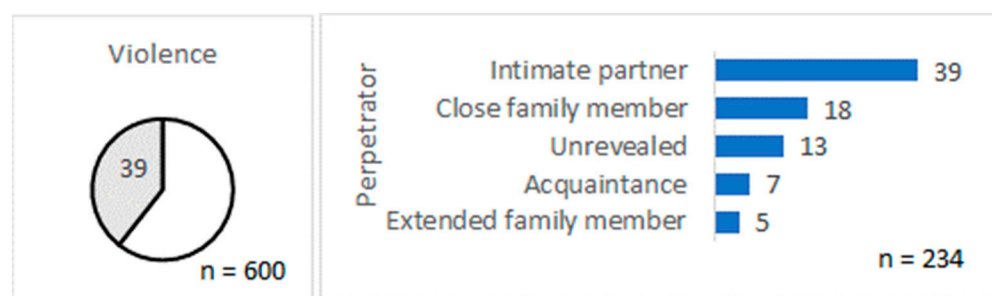 Violence
39
n = 600
Perpetrator
Intimate partner 39
Close family member 18
Unrevealed 13
Acquaintance 7
Extended family member 5
n = 234